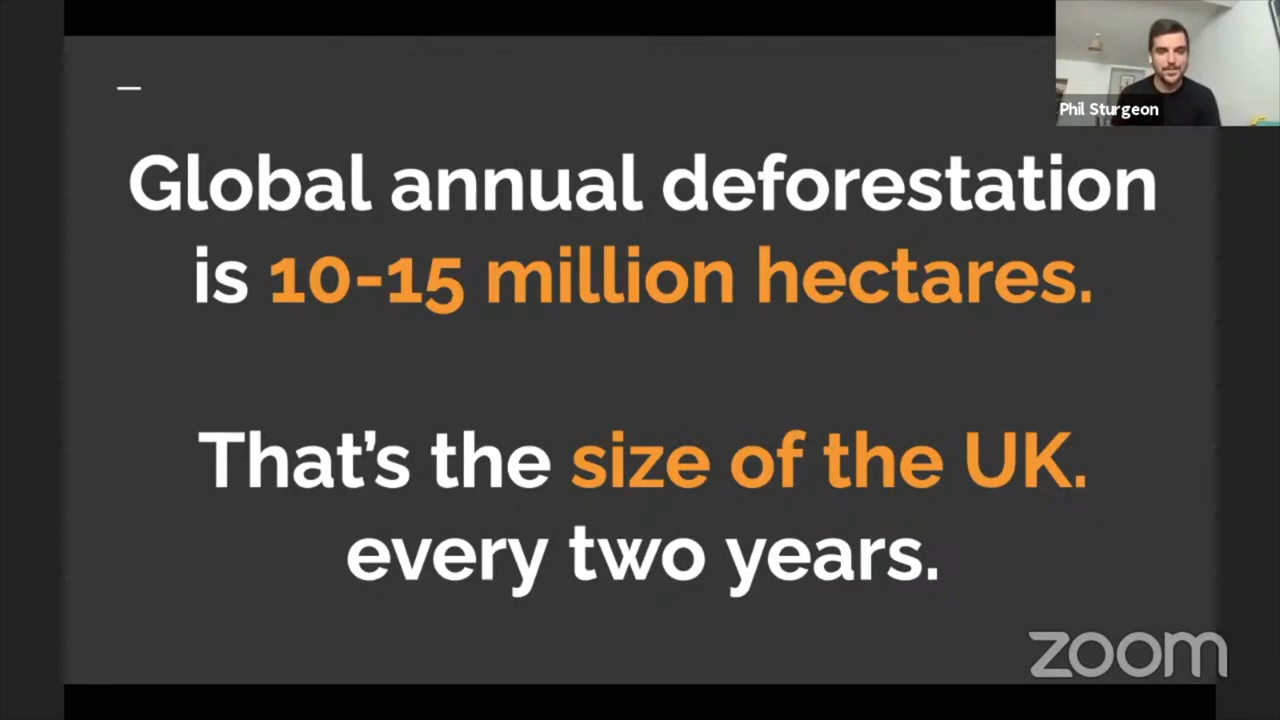 Phil Sturgeon
Global annual deforestation
is 10-15 million hectares.
That’s the size of the UK.
every two years.
zoom